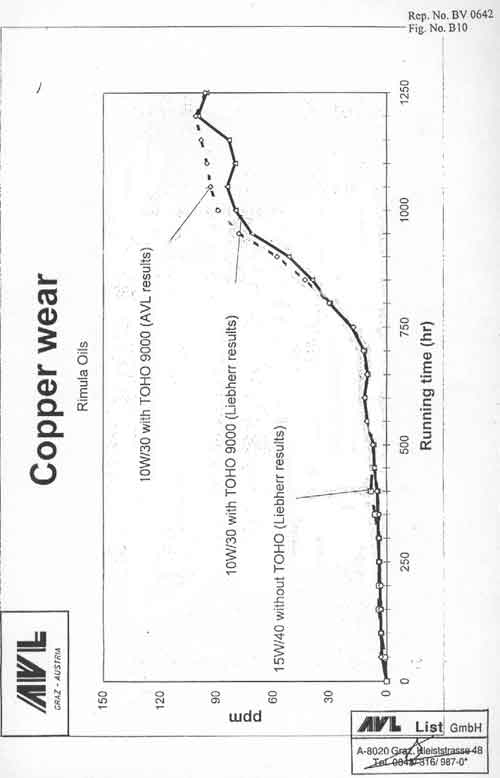 Rep. No. BV 0642
Fig. No. B10
AVL
GRAZ - AUSTRIA
Copper wear
Rimula Oils
150
120
90
60
30
0
ppm
10W/30 with TOHO 9000 (AVL results)
10W/30 with TOHO 9000 (Liebherr results)
15W/40 without TOHO (Liebherr results)
0
250
500
750
1000
1250
Running time (hr)
AVL List GmbH
A-8020 Graz, Kleiststrasse 48
Tel. 0043/316/ 987-0*